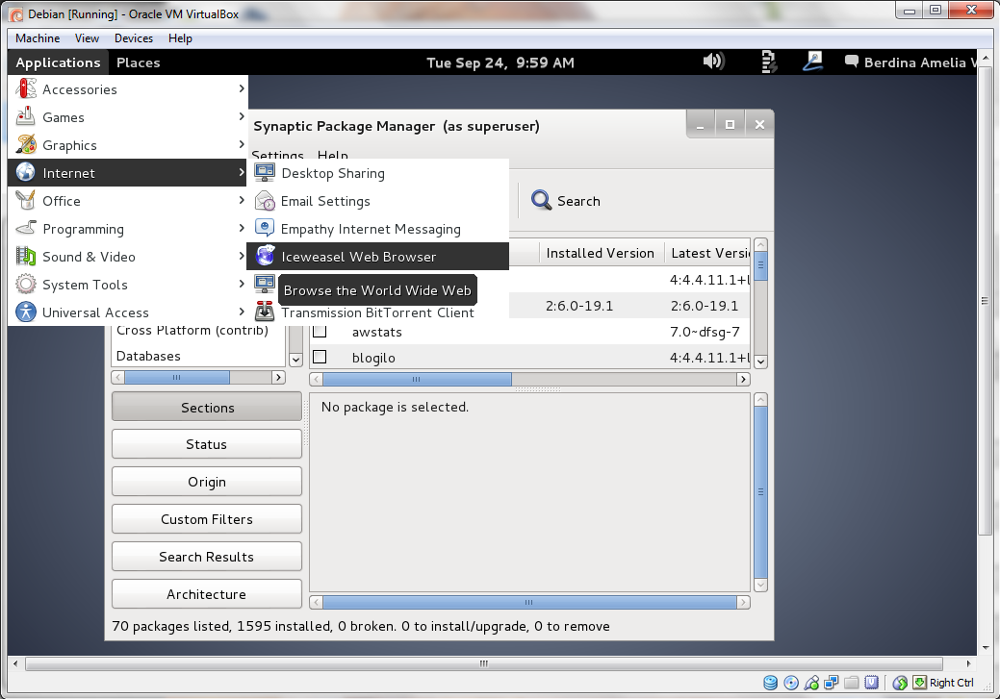 Debian [Running] - Oracle VM VirtualBox
Machine View Devices Help
Applications Places Tue Sep 24, 9:59 AM Berdina Amelia
Accessories
Games
Graphics
Internet
Office
Programming
Sound & Video
System Tools
Universal Access
Synaptic Package Manager (as superuser)
Settings Help
Desktop Sharing
Email Settings
Empathy Internet Messaging
Iceweasel Web Browser
Browse the World Wide Web
Transmission BitTorrent Client
Search
Installed Version Latest Versi
4:4.4.11.1+l
2:6.0-19.1 2:6.0-19.1
awstats 7.0~dfsg-7
blogilo 4:4.4.11.1+l
Cross Platform (contrib)
Databases
Sections
Status
Origin
Custom Filters
Search Results
Architecture
No package is selected.
70 packages listed, 1595 installed, 0 broken. 0 to install/upgrade, 0 to remove
Right Ctrl